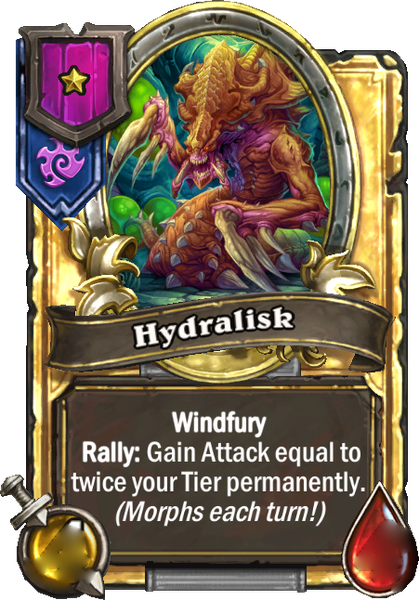 Hydralisk
Windfury
Rally: Gain Attack equal to
twice your Tier permanently.
(Morphs each turn!)